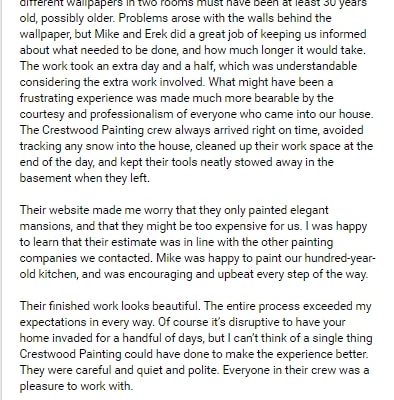 different wallpapers in two rooms must have been at least 30 years
old, possibly older. Problems arose with the walls behind the
wallpaper, but Mike and Erek did a great job of keeping us informed
about what needed to be done, and how much longer it would take.
The work took an extra day and a half, which was understandable
considering the extra work involved. What might have been a
frustrating experience was made much more bearable by the
courtesy and professionalism of everyone who came into our house.
The Crestwood Painting crew always arrived right on time, avoided
tracking any snow into the house, cleaned up their work space at the
end of the day, and kept their tools neatly stowed away in the
basement when they left.

Their website made me worry that they only painted elegant
mansions, and that they might be too expensive for us. I was happy
to learn that their estimate was in line with the other painting
companies we contacted. Mike was happy to paint our hundred-year-
old kitchen, and was encouraging and upbeat every step of the way.

Their finished work looks beautiful. The entire process exceeded my
expectations in every way. Of course it's disruptive to have your
home invaded for a handful of days, but I can't think of a single thing
Crestwood Painting could have done to make the experience better.
They were careful and quiet and polite. Everyone in their crew was a
pleasure to work with.